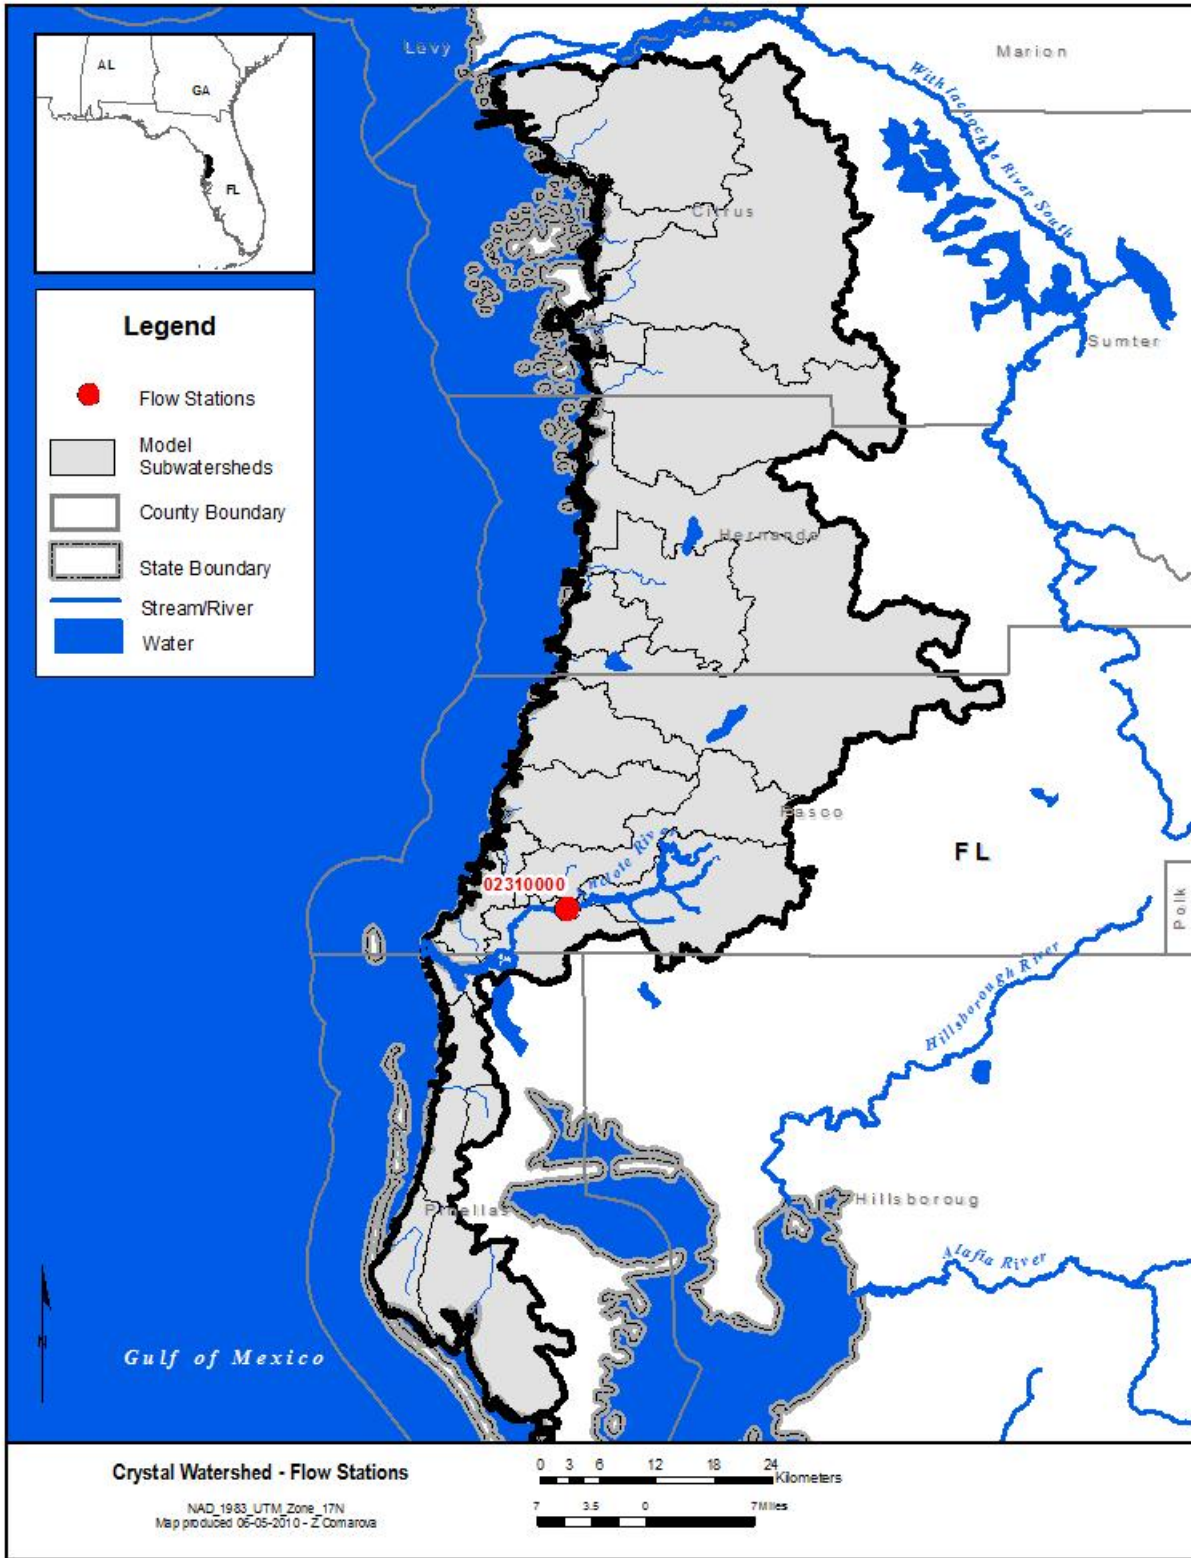 Levy
Marion
AL
GA
FL
Withlacoochie River South
Citrus
Sumter
Legend
Flow Stations
Model
Subwatersheds
County Boundary
State Boundary
Stream/River
Water
Hernando
Pasco
FL
Anclote River
02310000
Polk
Hillsborough River
Hillsboroug
Pinellas
Alafia River
N
Gulf of Mexico
Crystal Watershed - Flow Stations
NAD_1983_UTM_Zone_17N
Map produced 06-05-2010 - Z Comarova
0 3 6 12 18 24
Kilometers
7 3.5 0 7 Miles